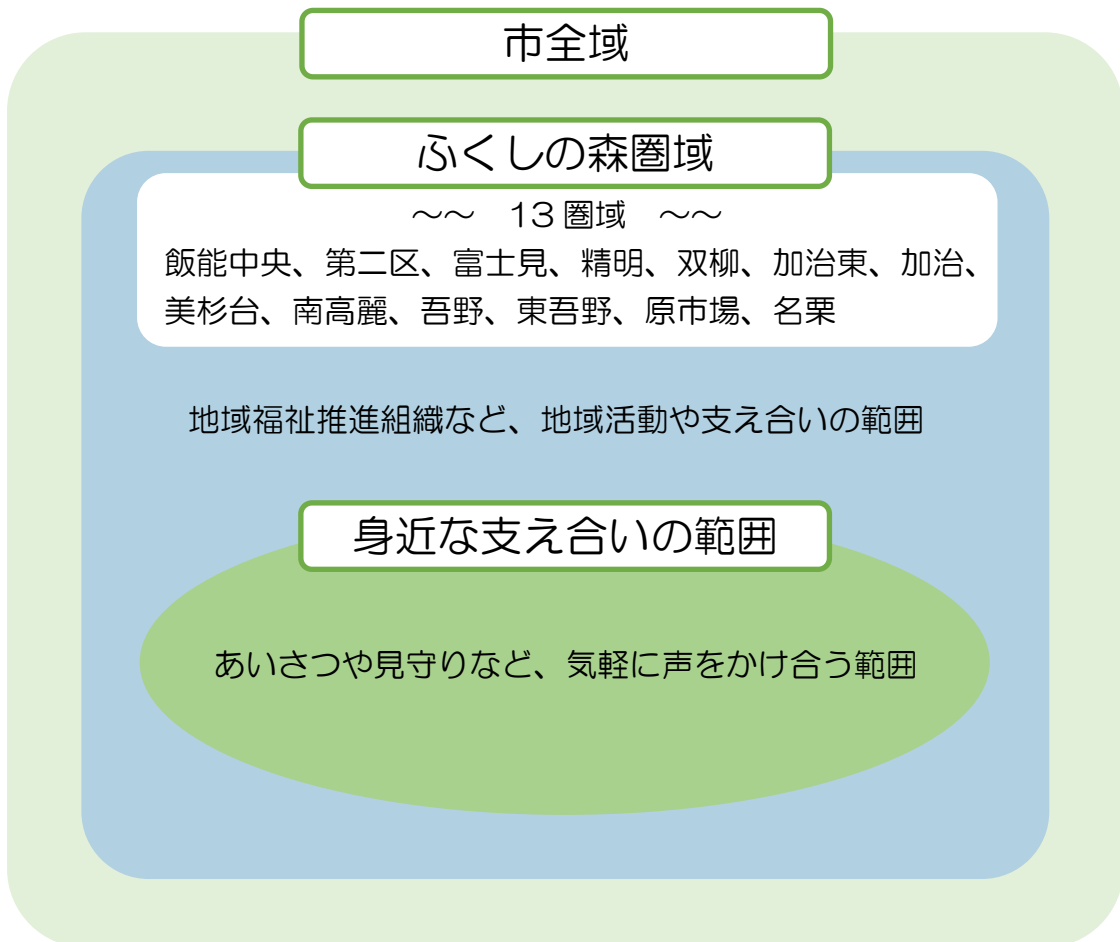 市全域
ふくしの森圏域
～～　13 圏域　～～
飯能中央、第二区、富士見、精明、双柳、加治東、加治、
美杉台、南高麗、吾野、東吾野、原市場、名栗
地域福祉推進組織など、地域活動や支え合いの範囲
身近な支え合いの範囲
あいさつや見守りなど、気軽に声をかけ合う範囲